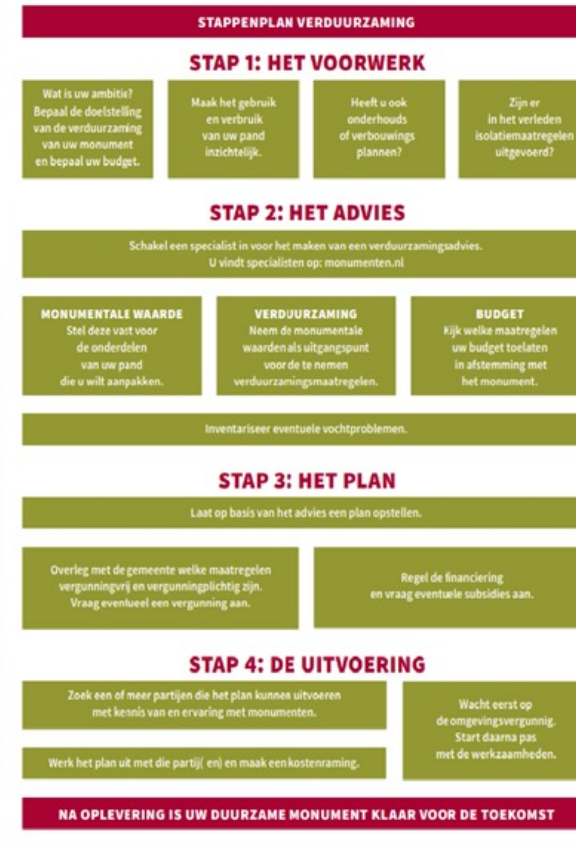 STAPPENPLAN VERDUURZAMING
STAP 1: HET VOORWERK
Wat is uw ambitie?
Bepaal de doelstelling
van de verduurzaming
van uw monument
en bepaal uw budget.
Maak het gebruik
en verbruik
van uw pand
inzichtelijk.
Heeft u ook
onderhouds
of verbouwings
plannen?
Zijn er
in het verleden
isolatiemaatregelen
uitgevoerd?
STAP 2: HET ADVIES
Schakel een specialist in voor het maken van een verduurzamingsadvies.
U vindt specialisten op: monumenten.nl
MONUMENTALE WAARDE
Stel deze vast voor
de onderdelen
van uw pand
die u wilt aanpakken.
VERDUURZAMING
Neem de monumentale
waarden als uitgangspunt
voor de te nemen
verduurzamingsmaatregelen.
BUDGET
Kijk welke maatregelen
uw budget toelaten
in afstemming met
het monument.
Inventariseer eventuele vochtproblemen.
STAP 3: HET PLAN
Laat op basis van het advies een plan opstellen.
Overleg met de gemeente welke maatregelen
vergunningvrij en vergunningplichtig zijn.
Vraag eventueel een vergunning aan.
Regel de financiering
en vraag eventuele subsidies aan.
STAP 4: DE UITVOERING
Zoek een of meer partijen die het plan kunnen uitvoeren
met kennis van en ervaring met monumenten.
Werk het plan uit met die partij( en) en maak een kostenraming.
Wacht eerst op
de omgevingsvergunnig.
Start daarna pas
met de werkzaamheden.
NA OPLEVERING IS UW DUURZAME MONUMENT KLAAR VOOR DE TOEKOMST